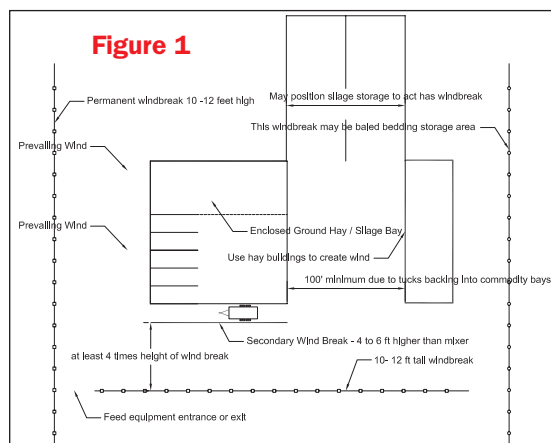 Figure 1
Permanent windbreak 10 -12 feet high
May position silage storage to act has windbreak
This windbreak may be baled bedding storage area
Prevailing Wind
Prevailing Wind
Enclosed Ground Hay / Silage Bay
Use hay buildings to create wind
100' minimum due to tucks backing into commodity bays
Secondary Wind Break - 4 to 6 ft higher than mixer
at least 4 times height of wind break
10- 12 ft tall windbreak
Feed equipment entrance or exit